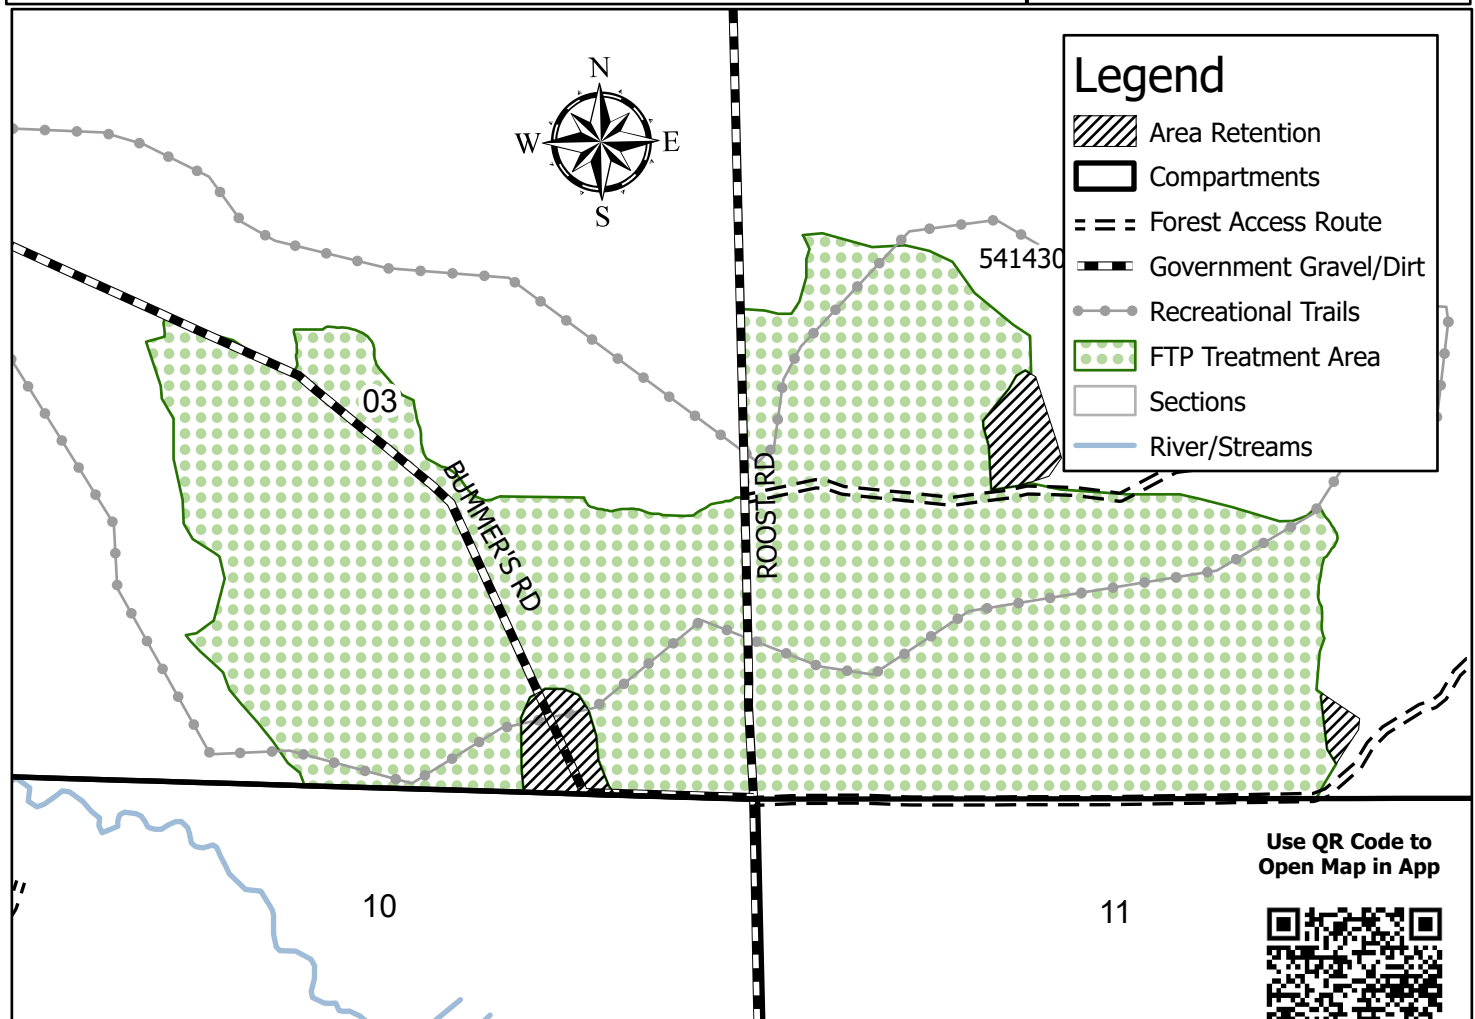 N
W E
S
Legend
Area Retention
Compartments
Forest Access Route
Government Gravel/Dirt
Recreational Trails
FTP Treatment Area
Sections
River/Streams
541430
03
BUMMER'S RD
ROOST RD
Use QR Code to
Open Map in App
10
11